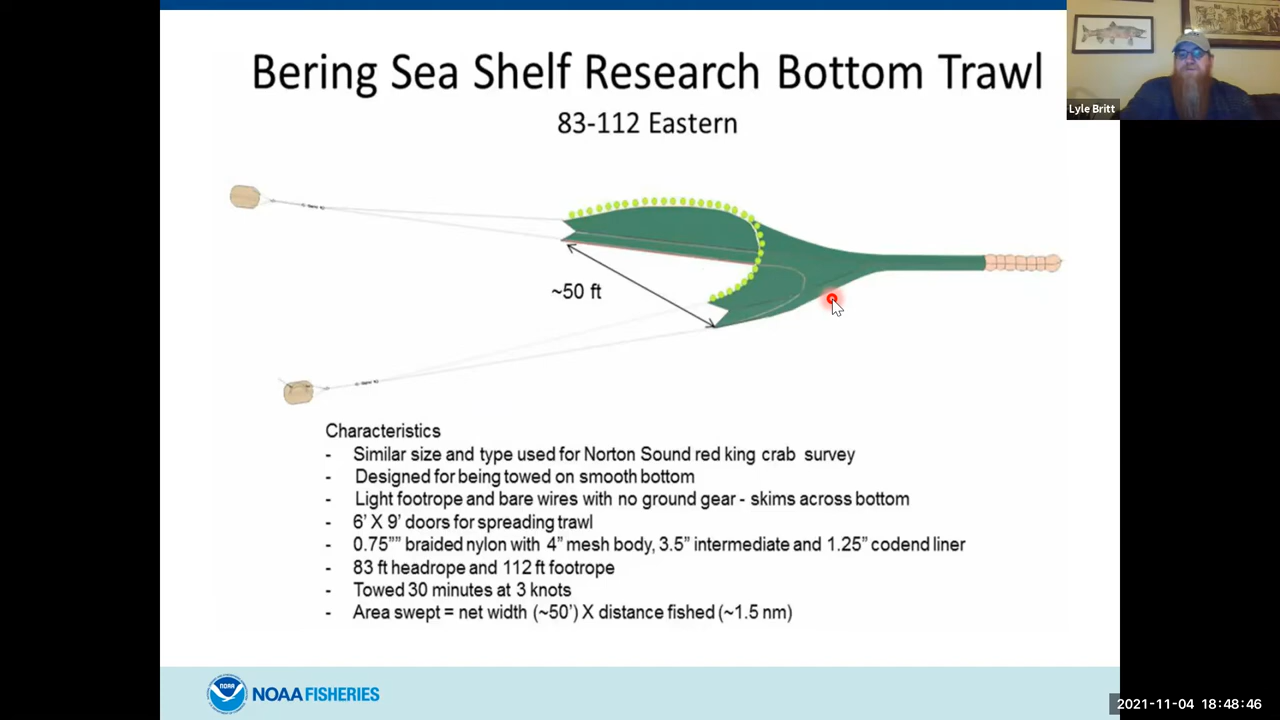 Bering Sea Shelf Research Bottom Trawl
83-112 Eastern
Lyle Britt
~50 ft
Characteristics
- Similar size and type used for Norton Sound red king crab survey
- Designed for being towed on smooth bottom
- Light footrope and bare wires with no ground gear - skims across bottom
- 6' X 9' doors for spreading trawl
- 0.75"" braided nylon with 4" mesh body, 3.5" intermediate and 1.25" codend liner
- 83 ft headrope and 112 ft footrope
- Towed 30 minutes at 3 knots
- Area swept = net width (~50') X distance fished (~1.5 nm)
NOAA NOAA FISHERIES
2021-11-04 18:48:46